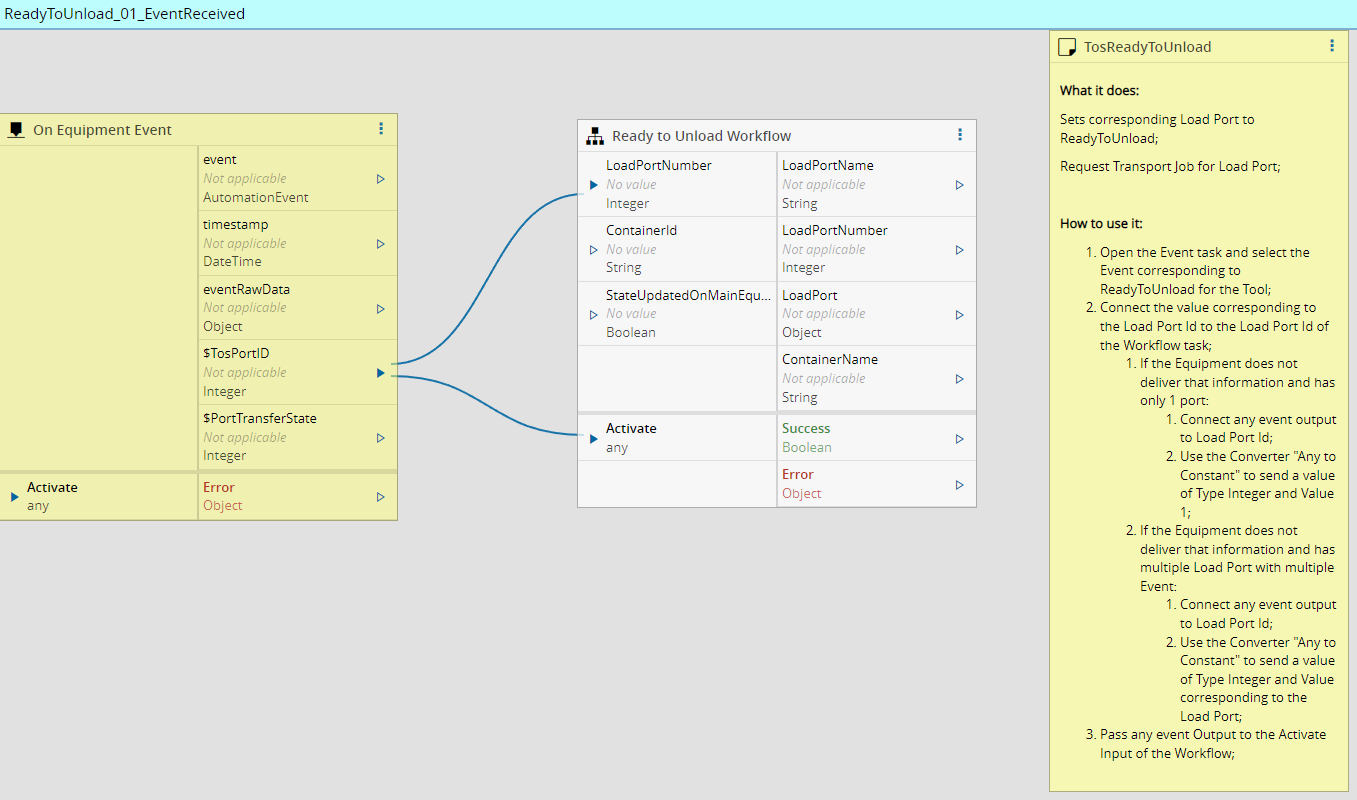 ReadyToUnload_01_EventReceived
On Equipment Event
event
Not applicable
AutomationEvent
timestamp
Not applicable
DateTime
eventRawData
Not applicable
Object
$TosPortID
Not applicable
Integer
$PortTransferState
Not applicable
Integer
Activate
any
Error
Object
Ready to Unload Workflow
LoadPortNumber
No value
Integer
ContainerId
No value
String
StateUpdatedOnMainEqu...
No value
Boolean
Activate
any
LoadPortName
Not applicable
String
LoadPortNumber
Not applicable
Integer
LoadPort
Not applicable
Object
ContainerName
Not applicable
String
Success
Boolean
Error
Object
TosReadyToUnload
What it does:
Sets corresponding Load Port to
ReadyToUnload;
Request Transport Job for Load Port;
How to use it:
1. Open the Event task and select the
Event corresponding to
ReadyToUnload for the Tool;
2. Connect the value corresponding to
the Load Port Id to the Load Port Id of
the Workflow task;
1. If the Equipment does not
deliver that information and has
only 1 port:
1. Connect any event output
to Load Port Id;
2. Use the Converter "Any to
Constant" to send a value
of Type Integer and Value
1;
2. If the Equipment does not
deliver that information and has
multiple Load Port with multiple
Event:
1. Connect any event output
to Load Port Id;
2. Use the Converter "Any to
Constant" to send a value
of Type Integer and Value
corresponding to the
Load Port;
3. Pass any event Output to the Activate
Input of the Workflow;